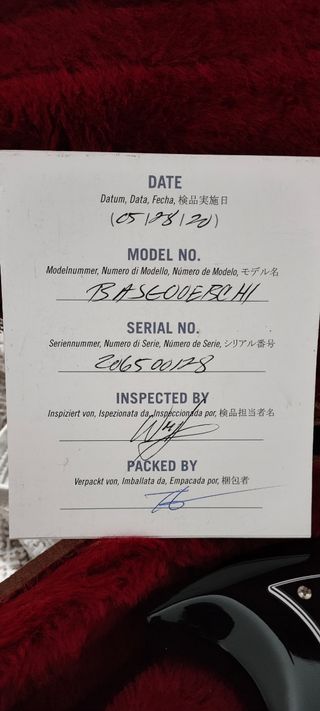 DATE
Datum, Data, Fecha, 検品実施日
(05/28/20)
MODEL NO.
Modelnummer, Numero di Modello, Número de Modelo, モデル名
BASE00EBCH1
SERIAL NO.
Seriennummer, Numero di Serie, Número de Serie, シリアル番号
206500128
INSPECTED BY
Inspiziert von, Ispezionata da, Inspeccionada por, 検品担当者名
PACKED BY
Verpackt von, Imballata da, Empacada por, 梱包者